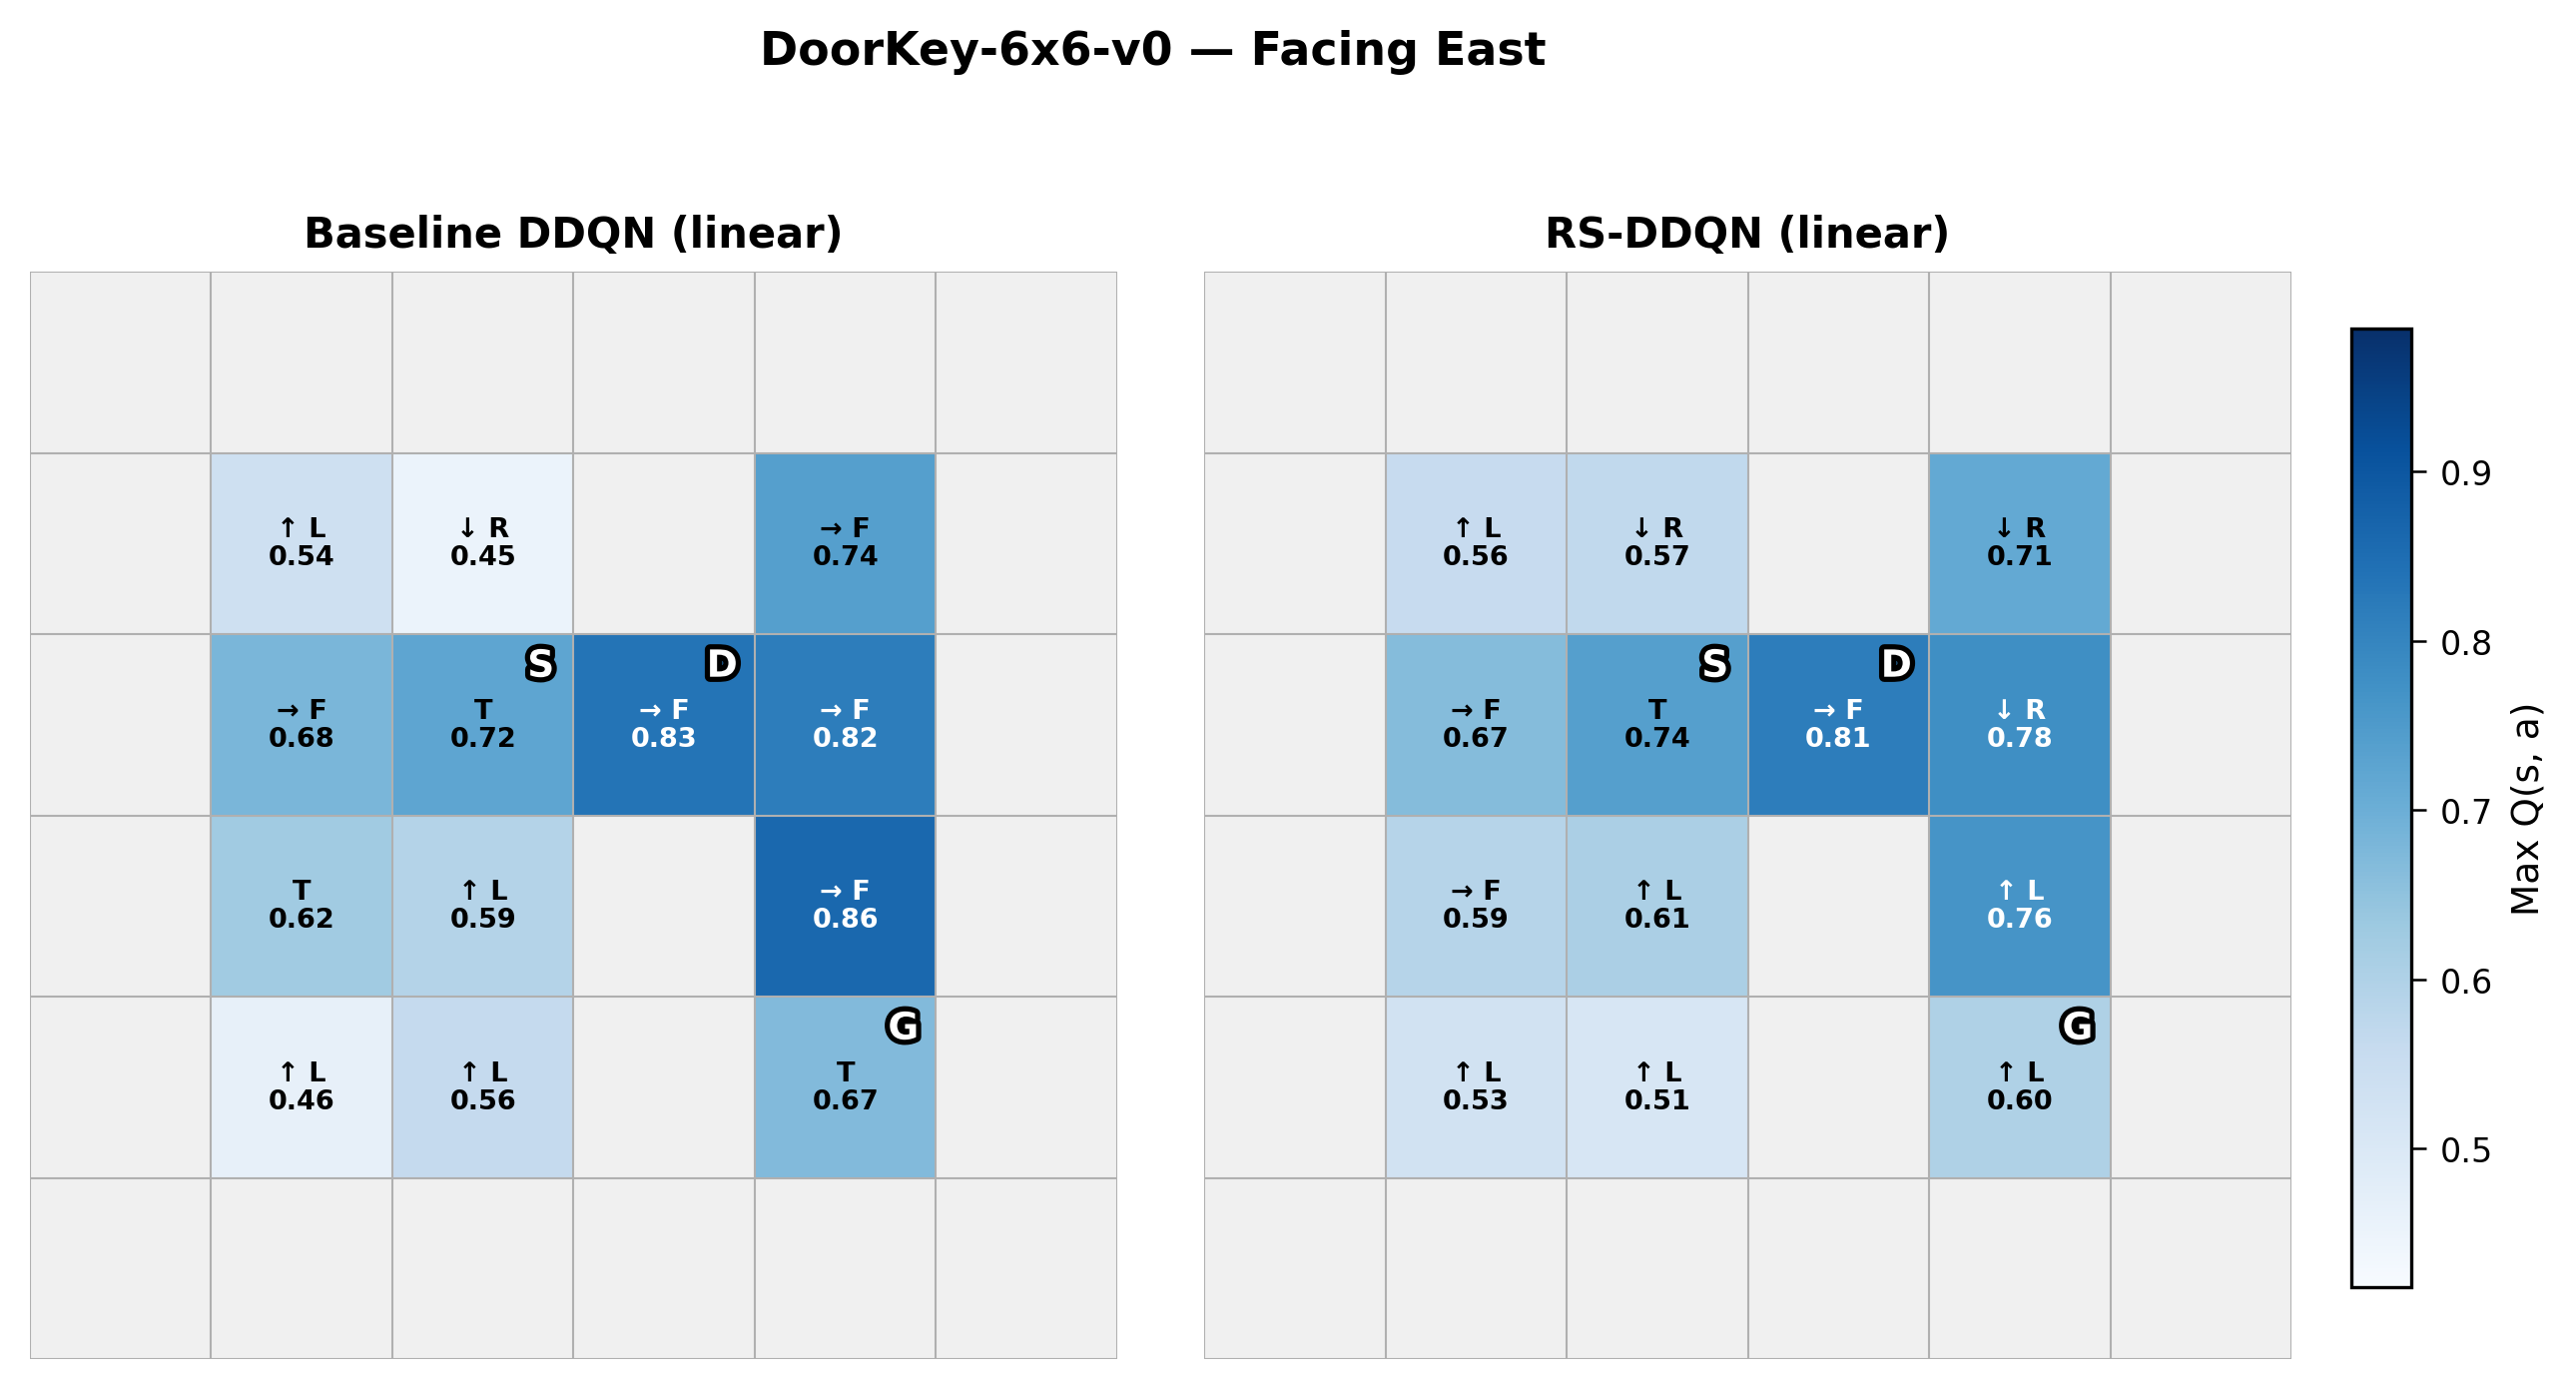 DoorKey-6x6-v0 — Facing East
Baseline DDQN (linear)
↑ L
0.54
↓ R
0.45
→ F
0.74
→ F
0.68
S
T
0.72
D
→ F
0.83
→ F
0.82
T
0.62
↑ L
0.59
→ F
0.86
↑ L
0.46
↑ L
0.56
G
T
0.67
RS-DDQN (linear)
↑ L
0.56
↓ R
0.57
↓ R
0.71
→ F
0.67
S
T
0.74
D
→ F
0.81
↓ R
0.78
→ F
0.59
↑ L
0.61
↑ L
0.76
↑ L
0.53
↑ L
0.51
G
↑ L
0.60
0.9
0.8
0.7
0.6
0.5
Max Q(s, a)